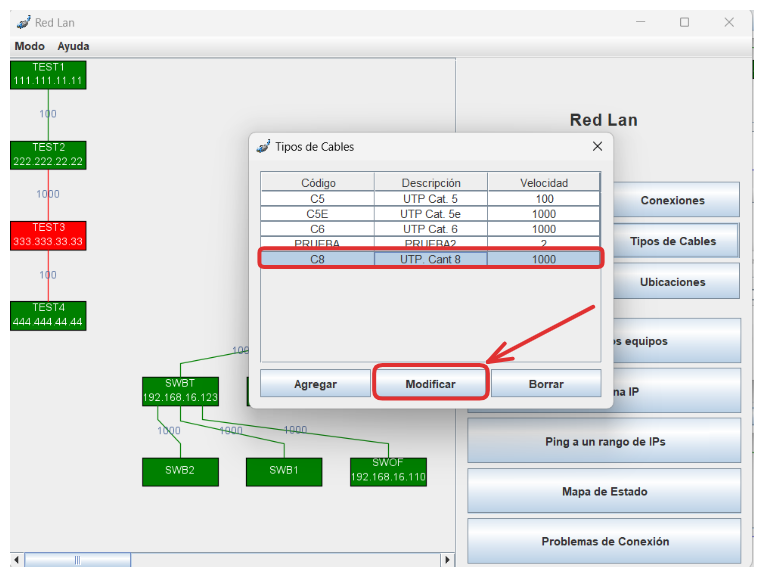 Red Lan
Modo Ayuda
TEST1
111.111.11.11
100
TEST2
222.222.22.22
1000
TEST3
333.333.33.33
100
TEST4
444.444.44.44
100
SWBT
192.168.16.123
1000 1000 1000
SWB2
SWB1
SWOF
192.168.16.110
Tipos de Cables
Código Descripción Velocidad
C5 UTP Cat. 5 100
C5E UTP Cat. 5e 1000
C6 UTP Cat. 6 1000
PRUEBA PRUEBA2 2
C8 UTP. Cant 8 1000
Agregar Modificar Borrar
Red Lan
Conexiones
Tipos de Cables
Ubicaciones
equipos
IP
Ping a un rango de IPs
Mapa de Estado
Problemas de Conexión